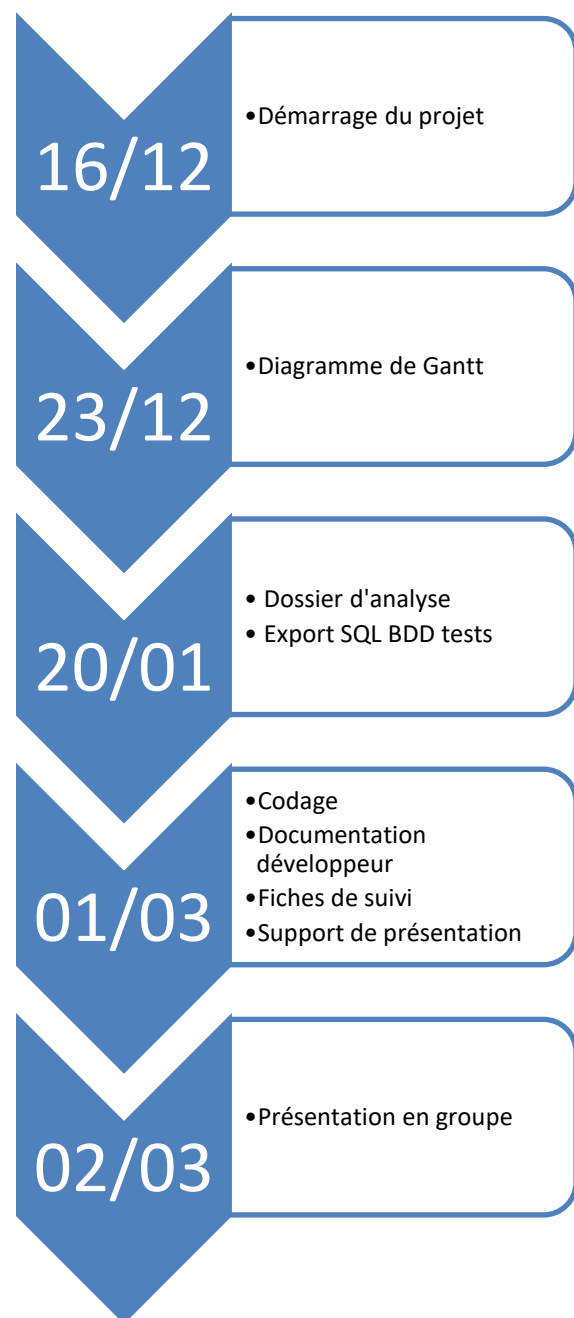 16/12
•Démarrage du projet
23/12
•Diagramme de Gantt
20/01
• Dossier d'analyse
• Export SQL BDD tests
01/03
•Codage
•Documentation
développeur
•Fiches de suivi
•Support de présentation
02/03
•Présentation en groupe